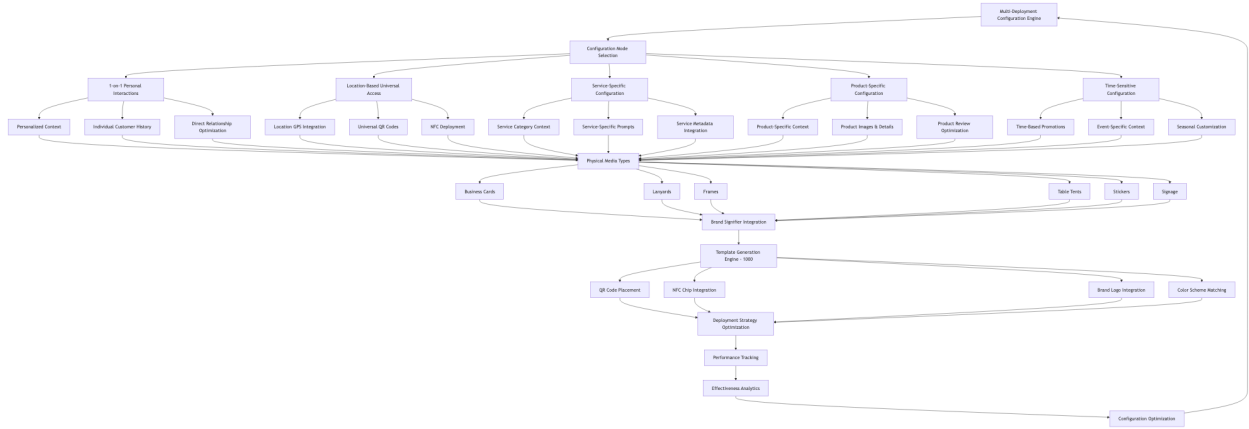 Multi-Deployment
Configuration Engine
Configuration Mode
Selection
1-on-1 Personal
Interactions
Location-Based Universal
Access
Service-Specific
Configuration
Product-Specific
Configuration
Time-Sensitive
Configuration
Personalized Context
Individual Customer History
Direct Relationship
Optimization
Location GPS Integration
Universal QR Codes
NFC Deployment
Service Category Context
Service-Specific Prompts
Service Metadata
Integration
Product-Specific Context
Product Images & Details
Product Review
Optimization
Time-Based Promotions
Event-Specific Context
Seasonal Customization
Physical Media Types
Business Cards
Lanyards
Frames
Table Tents
Stickers
Signage
Brand Signifier Integration
Template Generation
Engine - 1000
QR Code Placement
NFC Chip Integration
Brand Logo Integration
Color Scheme Matching
Deployment Strategy
Optimization
Performance Tracking
Effectiveness Analytics
Configuration Optimization